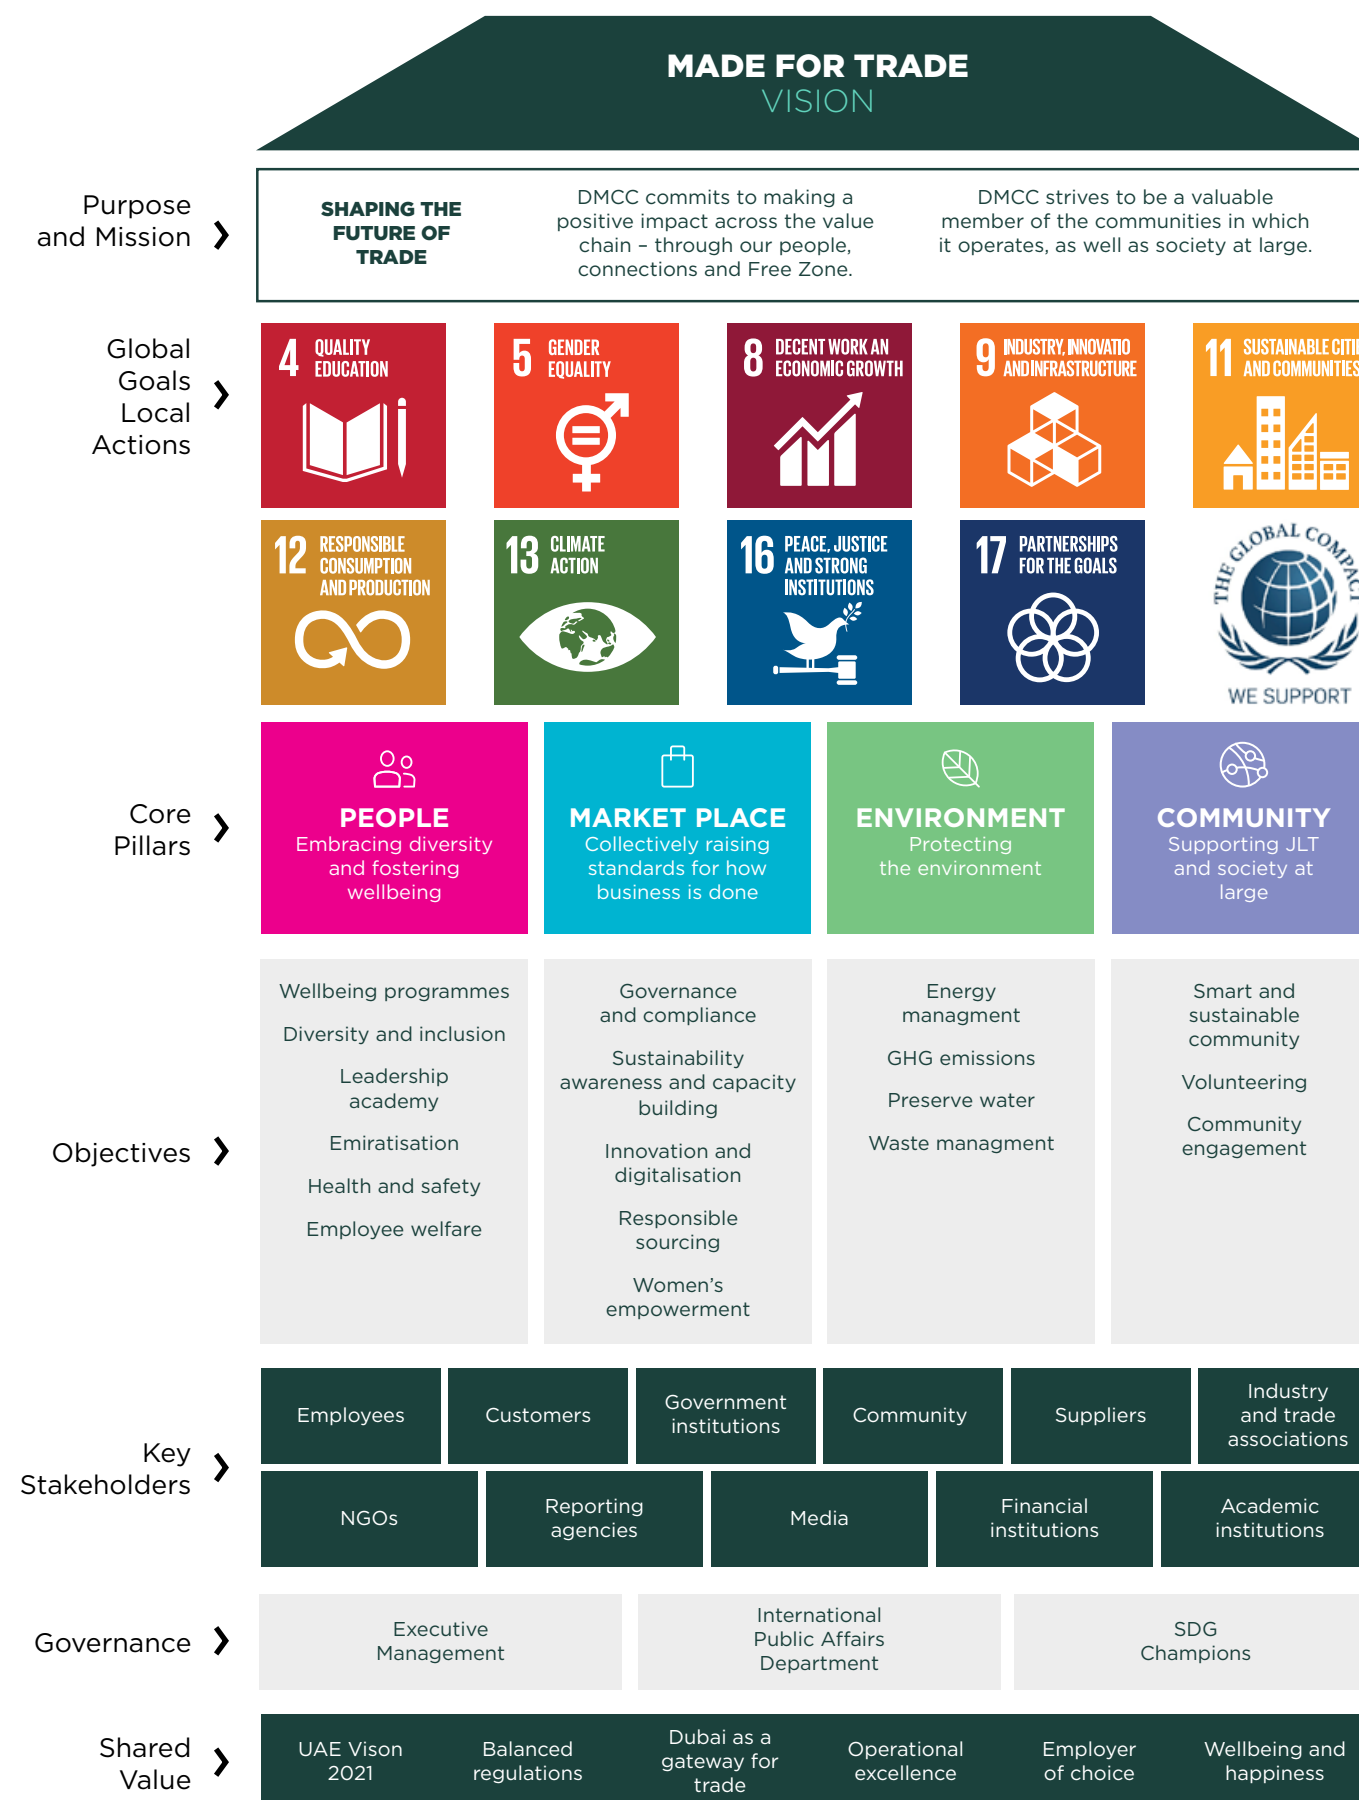 MADE FOR TRADE
VISION
Purpose
and Mission
SHAPING THE
FUTURE OF
TRADE
DMCC commits to making a
positive impact across the value
chain – through our people,
connections and Free Zone.
DMCC strives to be a valuable
member of the communities in which
it operates, as well as society at large.
Global
Goals
Local
Actions
4 QUALITY
EDUCATION
5 GENDER
EQUALITY
8 DECENT WORK AN
ECONOMIC GROWTH
9 INDUSTRY, INNOVATIO
AND INFRASTRUCTURE
11 SUSTAINABLE CITI
AND COMMUNITIES
12 RESPONSIBLE
CONSUMPTION
AND PRODUCTION
13 CLIMATE
ACTION
16 PEACE, JUSTICE
AND STRONG
INSTITUTIONS
17 PARTNERSHIPS
FOR THE GOALS
THE GLOBAL COMPACT
WE SUPPORT
Core
Pillars
PEOPLE
Embracing diversity
and fostering
wellbeing
MARKET PLACE
Collectively raising
standards for how
business is done
ENVIRONMENT
Protecting
the environment
COMMUNITY
Supporting JLT
and society at
large
Objectives
Wellbeing programmes
Diversity and inclusion
Leadership
academy
Emiratisation
Health and safety
Employee welfare
Governance
and compliance
Sustainability
awareness and capacity
building
Innovation and
digitalisation
Responsible
sourcing
Women's
empowerment
Energy
managment
GHG emissions
Preserve water
Waste managment
Smart and
sustainable
community
Volunteering
Community
engagement
Key
Stakeholders
Employees
Customers
Government
institutions
Community
Suppliers
Industry
and trade
associations
NGOs
Reporting
agencies
Media
Financial
institutions
Academic
institutions
Governance
Executive
Management
International
Public Affairs
Department
SDG
Champions
Shared
Value
UAE Vison
2021
Balanced
regulations
Dubai as a
gateway for
trade
Operational
excellence
Employer
of choice
Wellbeing and
happiness